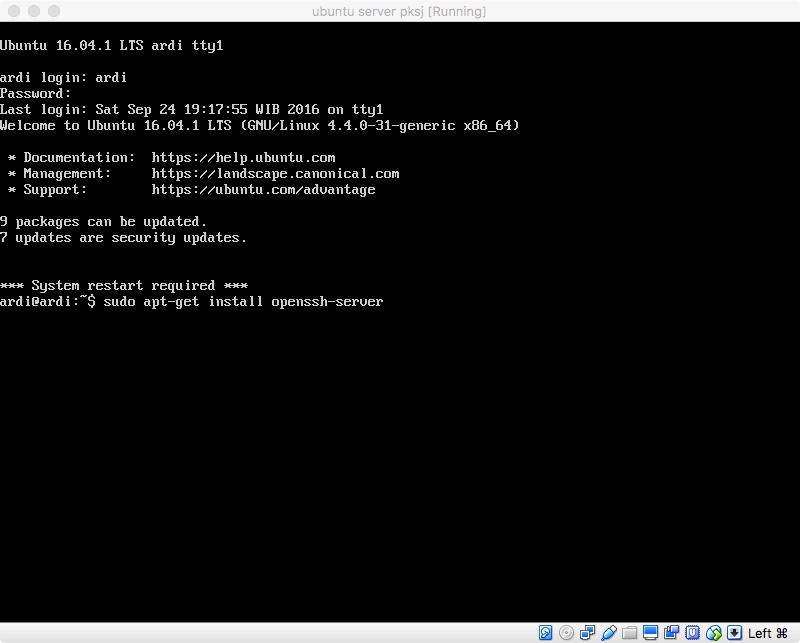 ubuntu server pksj [Running]
Ubuntu 16.04.1 LTS ardi tty1
ardi login: ardi
Password:
Last login: Sat Sep 24 19:17:55 WIB 2016 on tty1
Welcome to Ubuntu 16.04.1 LTS (GNU/Linux 4.4.0-31-generic x86_64)
* Documentation:  https://help.ubuntu.com
* Management:     https://landscape.canonical.com
* Support:        https://ubuntu.com/advantage
9 packages can be updated.
7 updates are security updates.
*** System restart required ***
ardi@ardi:~$ sudo apt-get install openssh-server
Left ⌘